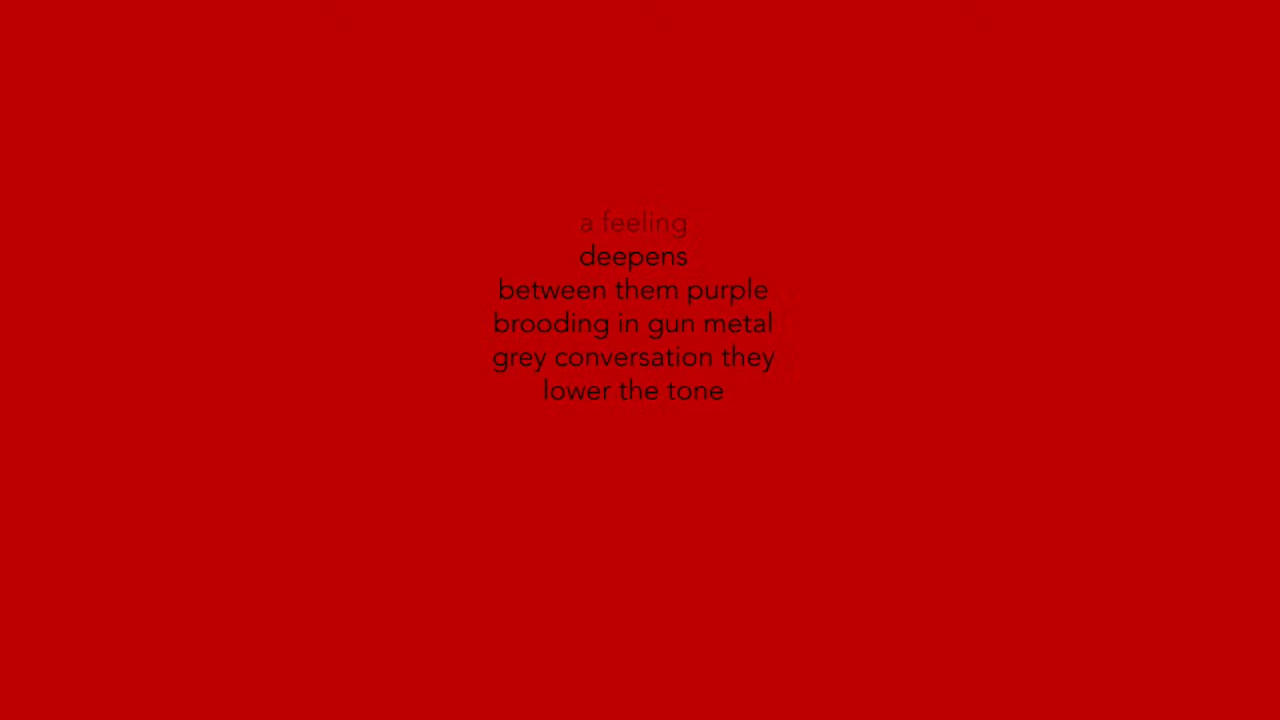 a feeling
deepens
between them purple
brooding in gun metal
grey conversation they
lower the tone